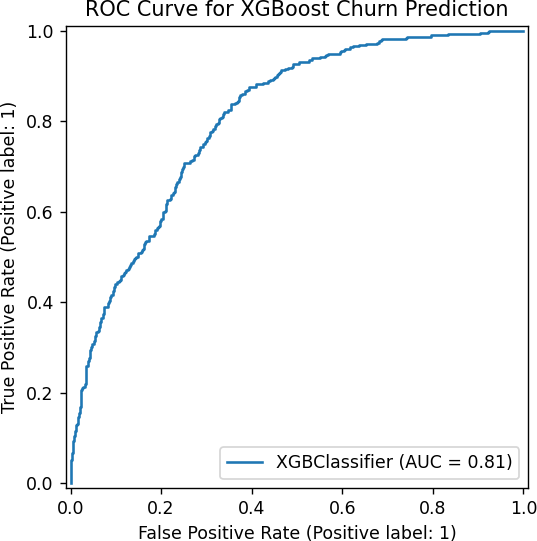 ROC Curve for XGBoost Churn Prediction
1.0
0.8
0.6
0.4
0.2
0.0
True Positive Rate (Positive label: 1)
XGBClassifier (AUC = 0.81)
0.0 0.2 0.4 0.6 0.8 1.0
False Positive Rate (Positive label: 1)